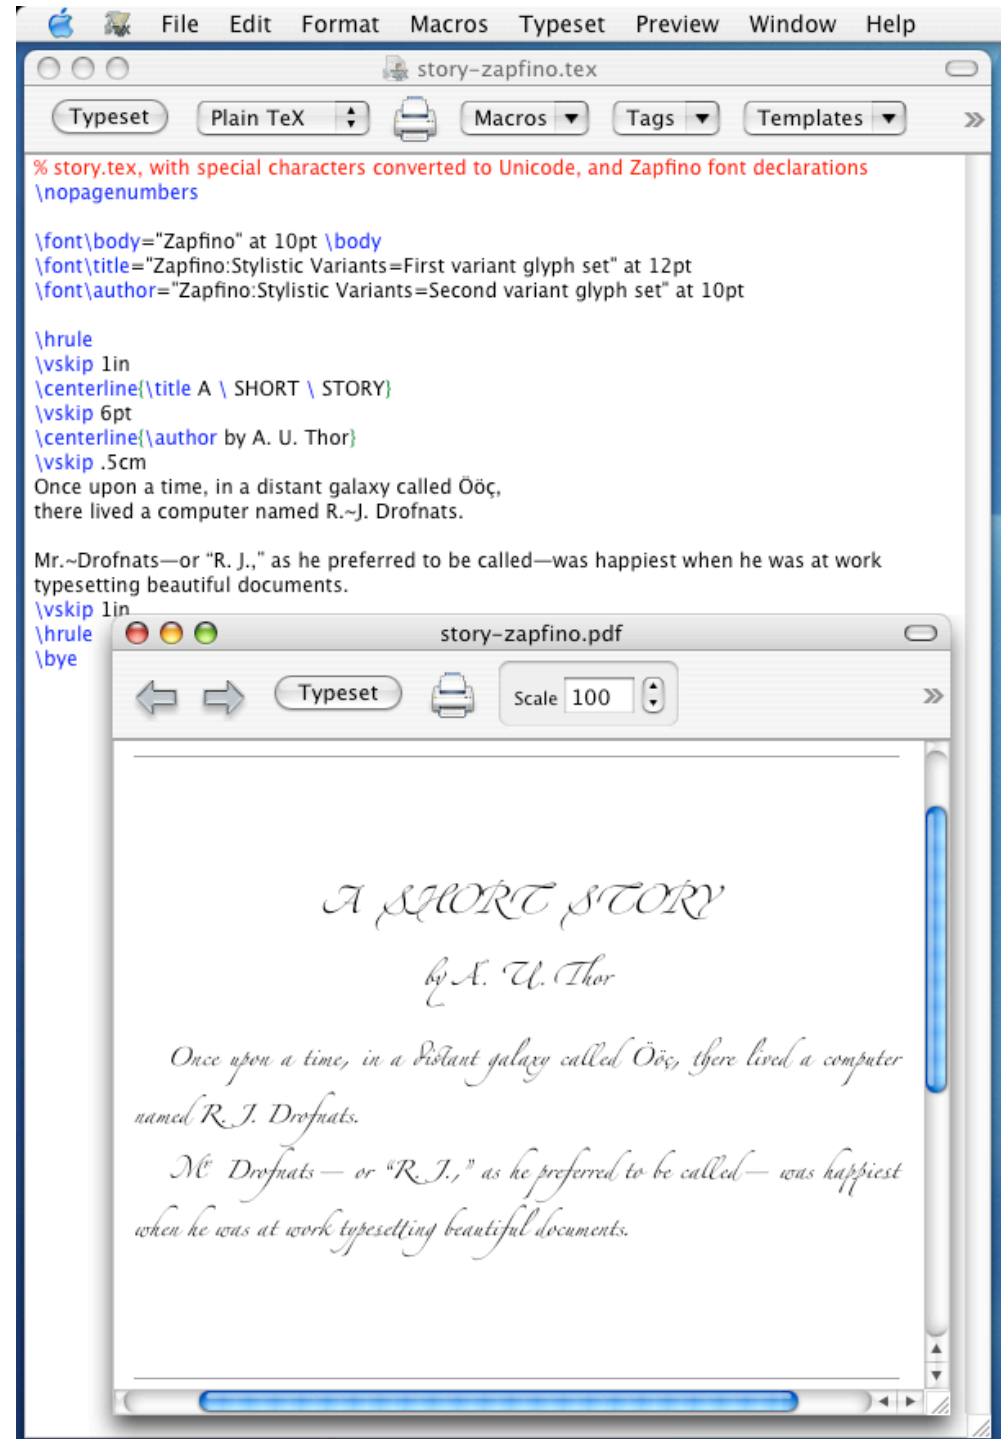 File Edit Format Macros Typeset Preview Window Help
story-zapfino.tex
Typeset Plain TeX Macros Tags Templates »
% story.tex, with special characters converted to Unicode, and Zapfino font declarations
\nopagenumbers
\font\body="Zapfino" at 10pt \body
\font\title="Zapfino:Stylistic Variants=First variant glyph set" at 12pt
\font\author="Zapfino:Stylistic Variants=Second variant glyph set" at 10pt
\hrule
\vskip 1in
\centerline{\title A \ SHORT \ STORY}
\vskip 6pt
\centerline{\author by A. U. Thor}
\vskip .5cm
Once upon a time, in a distant galaxy called Ööç,
there lived a computer named R.~J. Drofnats.
Mr.~Drofnats—or “R. J.,” as he preferred to be called—was happiest when he was at work
typesetting beautiful documents.
\vskip 1in
\hrule
\bye
story-zapfino.pdf
Typeset Scale 100 »
A SHORT STORY
by A. U. Thor
Once upon a time, in a distant galaxy called Ööç, there lived a computer
named R. J. Drofnats.
Mr Drofnats — or “R. J.,” as he preferred to be called — was happiest
when he was at work typesetting beautiful documents.